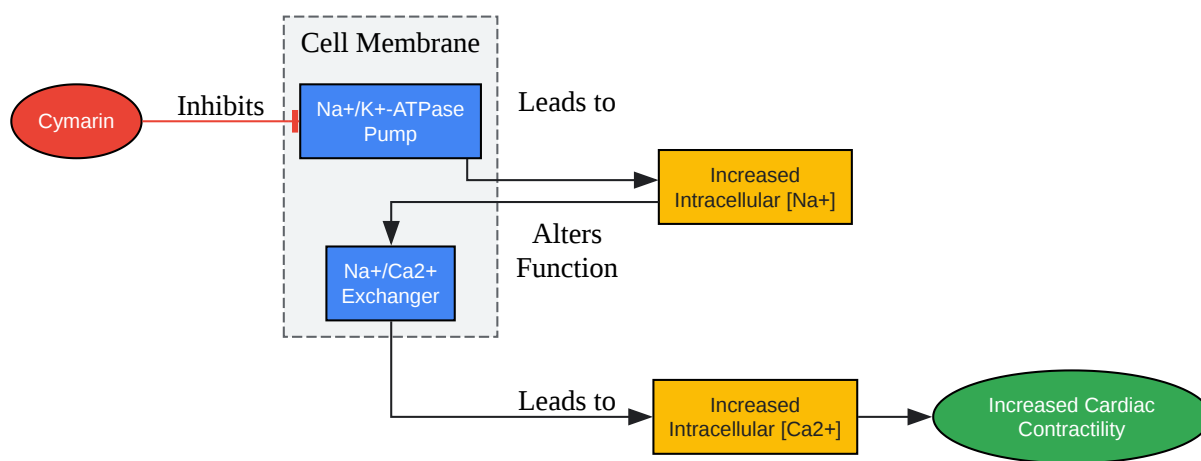 Cell Membrane
Cymarin
Inhibits
Na+/K+-ATPase
Pump
Leads to
Increased
Intracellular [Na+]
Alters
Function
Na+/Ca2+
Exchanger
Leads to
Increased
Intracellular [Ca2+]
Increased Cardiac
Contractility